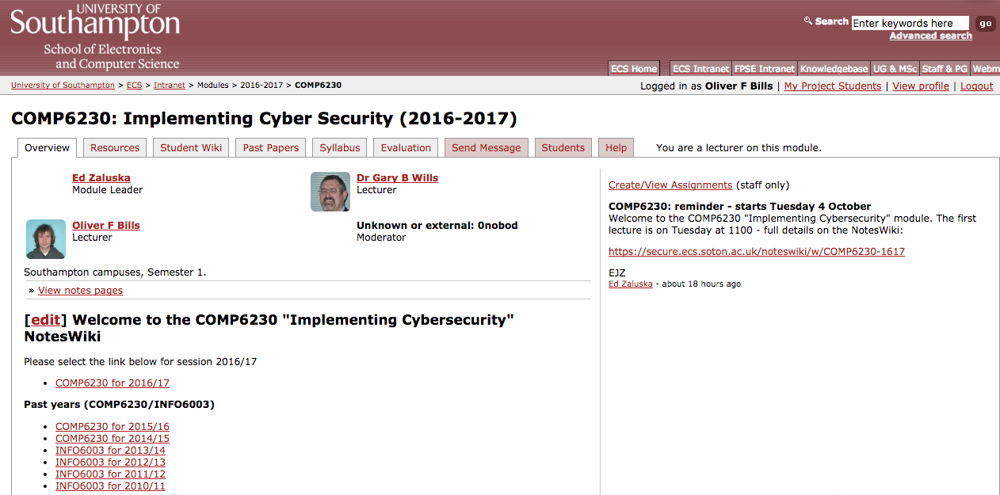 UNIVERSITY OF
Southampton
School of Electronics
and Computer Science
Search Enter keywords here go
Advanced search
ECS Home ECS Intranet FPSE Intranet Knowledgebase UG & MSc Staff & PG Webm
University of Southampton > ECS > Intranet > Modules > 2016-2017 > COMP6230
Logged in as Oliver F Bills | My Project Students | View profile | Logout
COMP6230: Implementing Cyber Security (2016-2017)
Overview Resources Student Wiki Past Papers Syllabus Evaluation Send Message Students Help You are a lecturer on this module.
Ed Zaluska
Module Leader
Dr Gary B Wills
Lecturer
Oliver F Bills
Lecturer
Unknown or external: 0nobod
Moderator
Southampton campuses, Semester 1.
» View notes pages
[edit] Welcome to the COMP6230 "Implementing Cybersecurity"
NotesWiki
Please select the link below for session 2016/17
• COMP6230 for 2016/17
Past years (COMP6230/INFO6003)
• COMP6230 for 2015/16
• COMP6230 for 2014/15
• INFO6003 for 2013/14
• INFO6003 for 2012/13
• INFO6003 for 2011/12
• INFO6003 for 2010/11
Create/View Assignments (staff only)
COMP6230: reminder - starts Tuesday 4 October
Welcome to the COMP6230 "Implementing Cybersecurity" module. The first
lecture is on Tuesday at 1100 - full details on the NotesWiki:
https://secure.ecs.soton.ac.uk/noteswiki/w/COMP6230-1617
EJZ
Ed Zaluska - about 18 hours ago